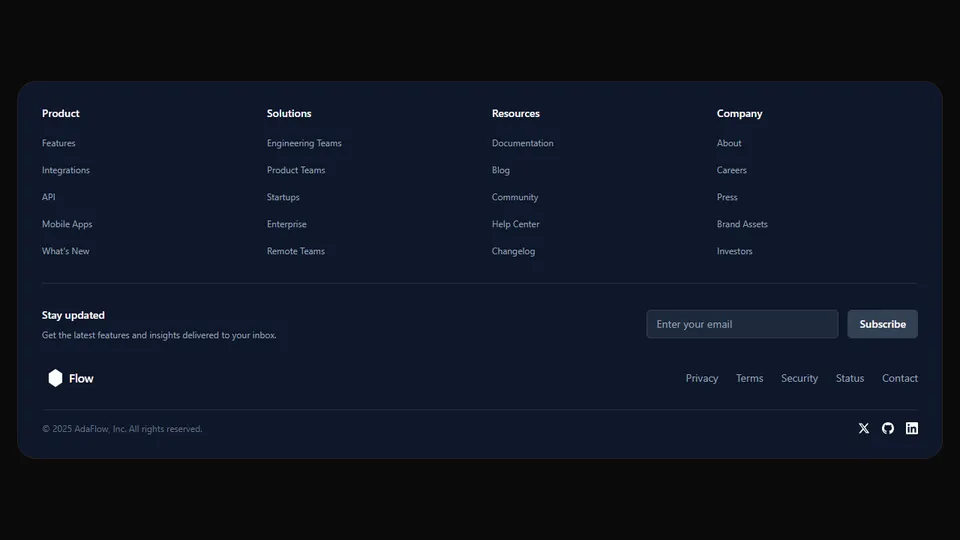 Product
Features
Integrations
API
Mobile Apps
What's New
Solutions
Engineering Teams
Product Teams
Startups
Enterprise
Remote Teams
Resources
Documentation
Blog
Community
Help Center
Changelog
Company
About
Careers
Press
Brand Assets
Investors
Stay updated
Get the latest features and insights delivered to your inbox.
Enter your email
Subscribe
Flow
Privacy Terms Security Status Contact
© 2025 AdaFlow, Inc. All rights reserved.